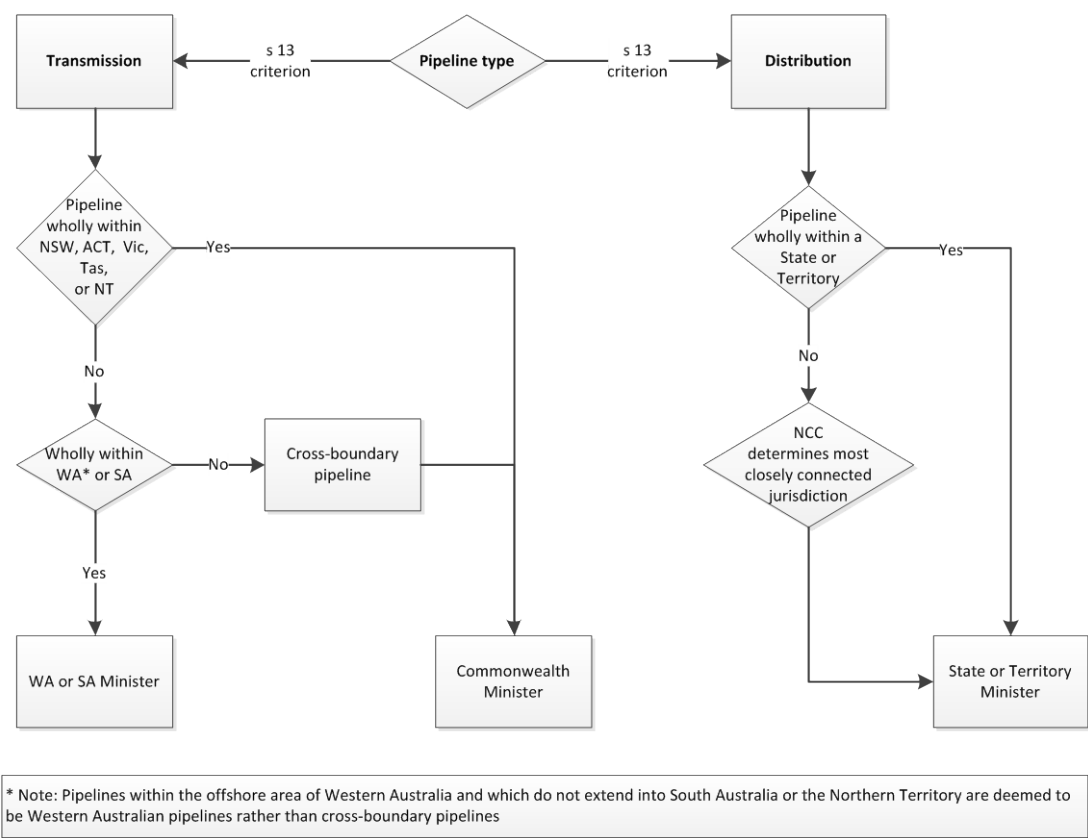 Transmission
s 13
criterion
Pipeline type
s 13
criterion
Distribution
Pipeline
wholly within
NSW, ACT, Vic,
Tas,
or NT
Yes
Pipeline
wholly within a
State or
Territory
Yes
No
No
Wholly within
WA* or SA
No
Cross-boundary
pipeline
NCC
determines most
closely connected
jurisdiction
Yes
WA or SA Minister
Commonwealth
Minister
State or Territory
Minister
* Note: Pipelines within the offshore area of Western Australia and which do not extend into South Australia or the Northern Territory are deemed to
be Western Australian pipelines rather than cross-boundary pipelines